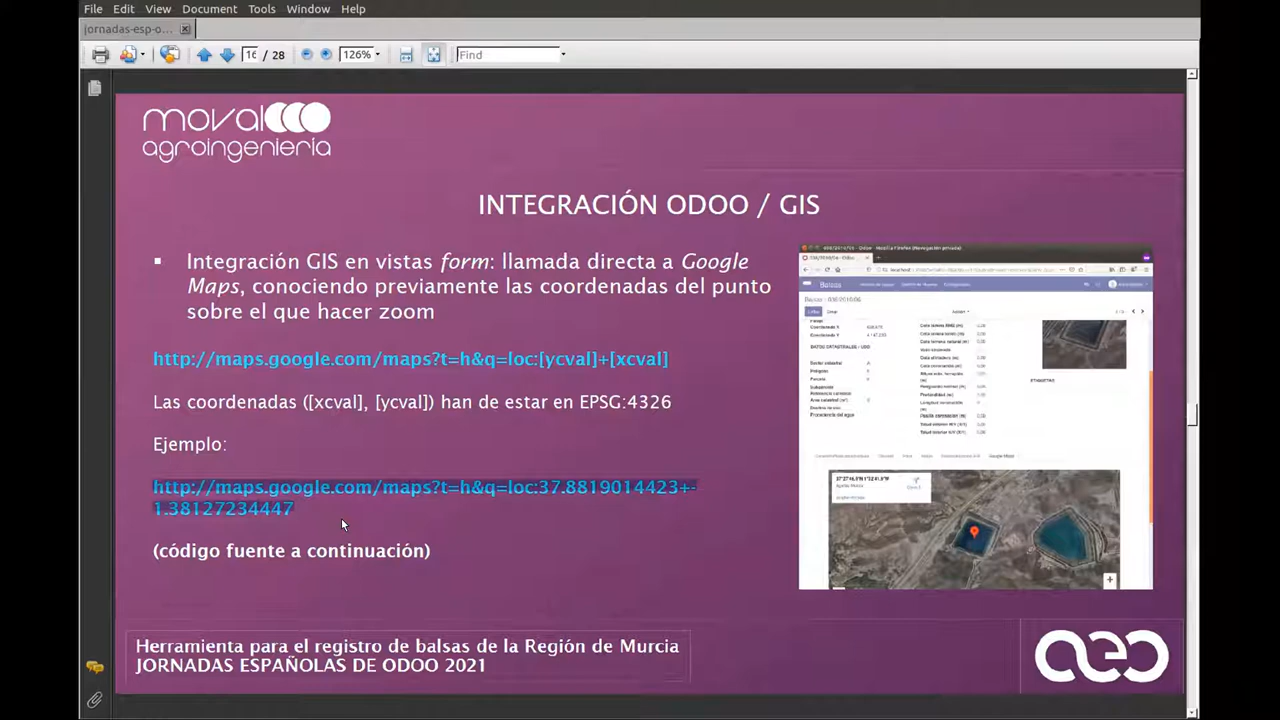 File Edit View Document Tools Window Help
jornadas-esp-o...
16 / 28 126% Find
moval
agroingeniería
INTEGRACIÓN ODOO / GIS
▪ Integración GIS en vistas form: llamada directa a Google
Maps, conociendo previamente las coordenadas del punto
sobre el que hacer zoom
http://maps.google.com/maps?t=h&q=loc:[ycval]+[xcval]
Las coordenadas ([xcval], [ycval]) han de estar en EPSG:4326
Ejemplo:
http://maps.google.com/maps?t=h&q=loc:37.8819014423+-
1.38127234447
(código fuente a continuación)
Balsas
Google Maps
Herramienta para el registro de balsas de la Región de Murcia
JORNADAS ESPAÑOLAS DE ODOO 2021
aeo